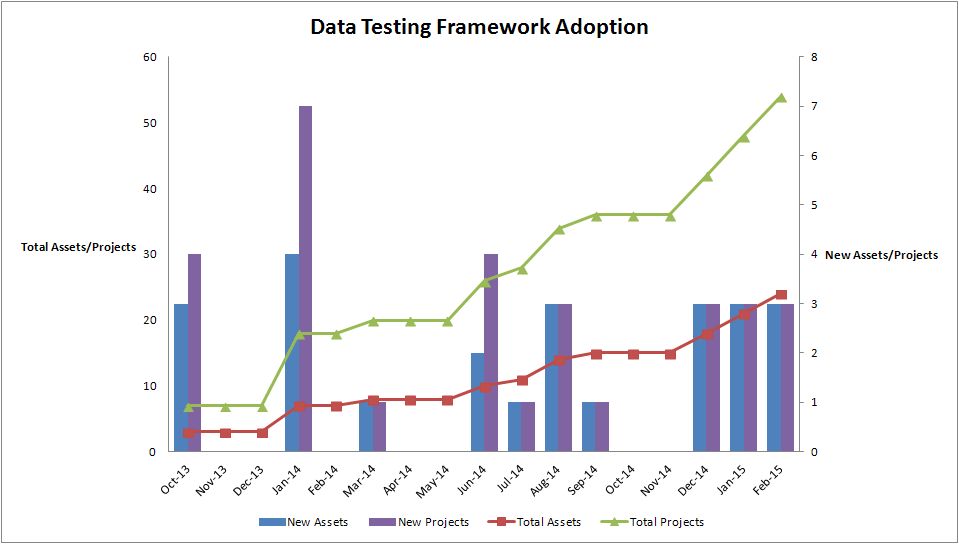 Data Testing Framework Adoption
60
50
40
30
20
10
0
Total Assets/Projects
8
7
6
5
4
3
2
1
0
New Assets/Projects
Oct-13
Nov-13
Dec-13
Jan-14
Feb-14
Mar-14
Apr-14
May-14
Jun-14
Jul-14
Aug-14
Sep-14
Oct-14
Nov-14
Dec-14
Jan-15
Feb-15
New Assets
New Projects
Total Assets
Total Projects